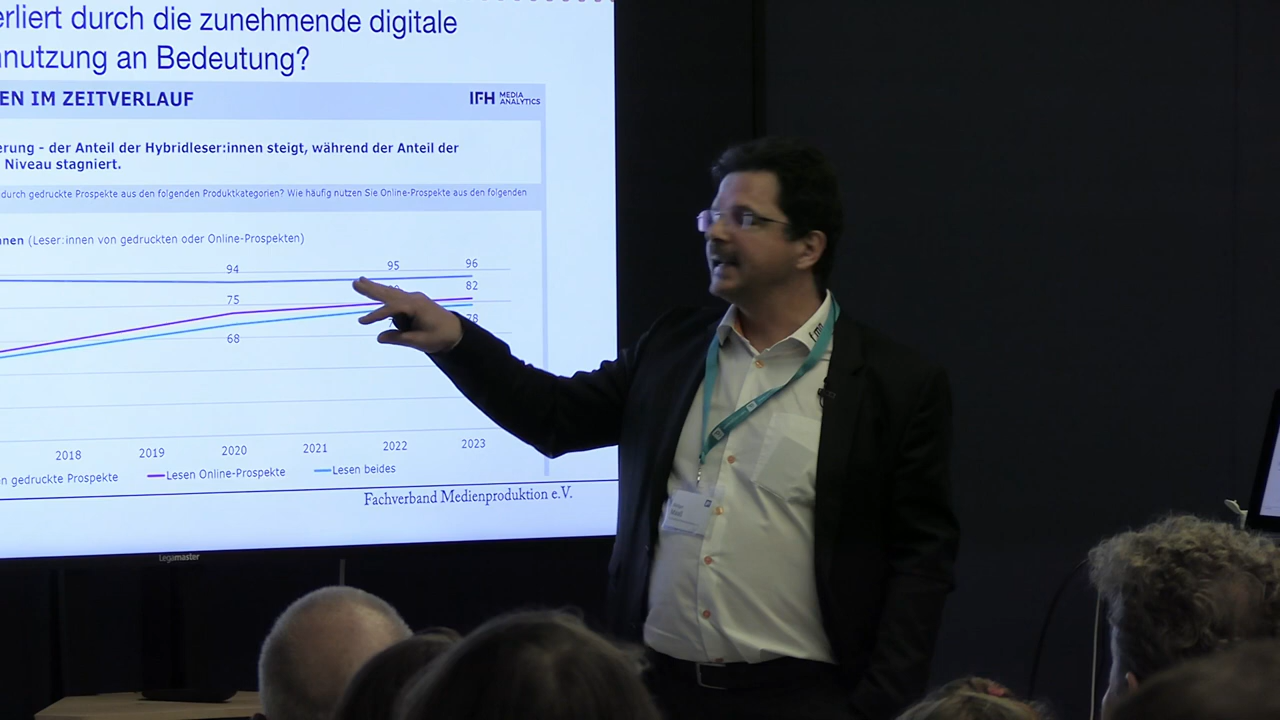 erliert durch die zunehmende digitale
nutzung an Bedeutung?
EN IM ZEITVERLAUF
IFH MEDIA
ANALYTICS
erung - der Anteil der Hybridleser:innen steigt, während der Anteil der
Niveau stagniert.
durch gedruckte Prospekte aus den folgenden Produktkategorien? Wie häufig nutzen Sie Online-Prospekte aus den folgenden
nen (Leser:innen von gedruckten oder Online-Prospekten)
94 95 96
75 82
68 78
2018 2019 2020 2021 2022 2023
n gedruckte Prospekte Lesen Online-Prospekte Lesen beides
Fachverband Medienproduktion e.V.
Legamaster